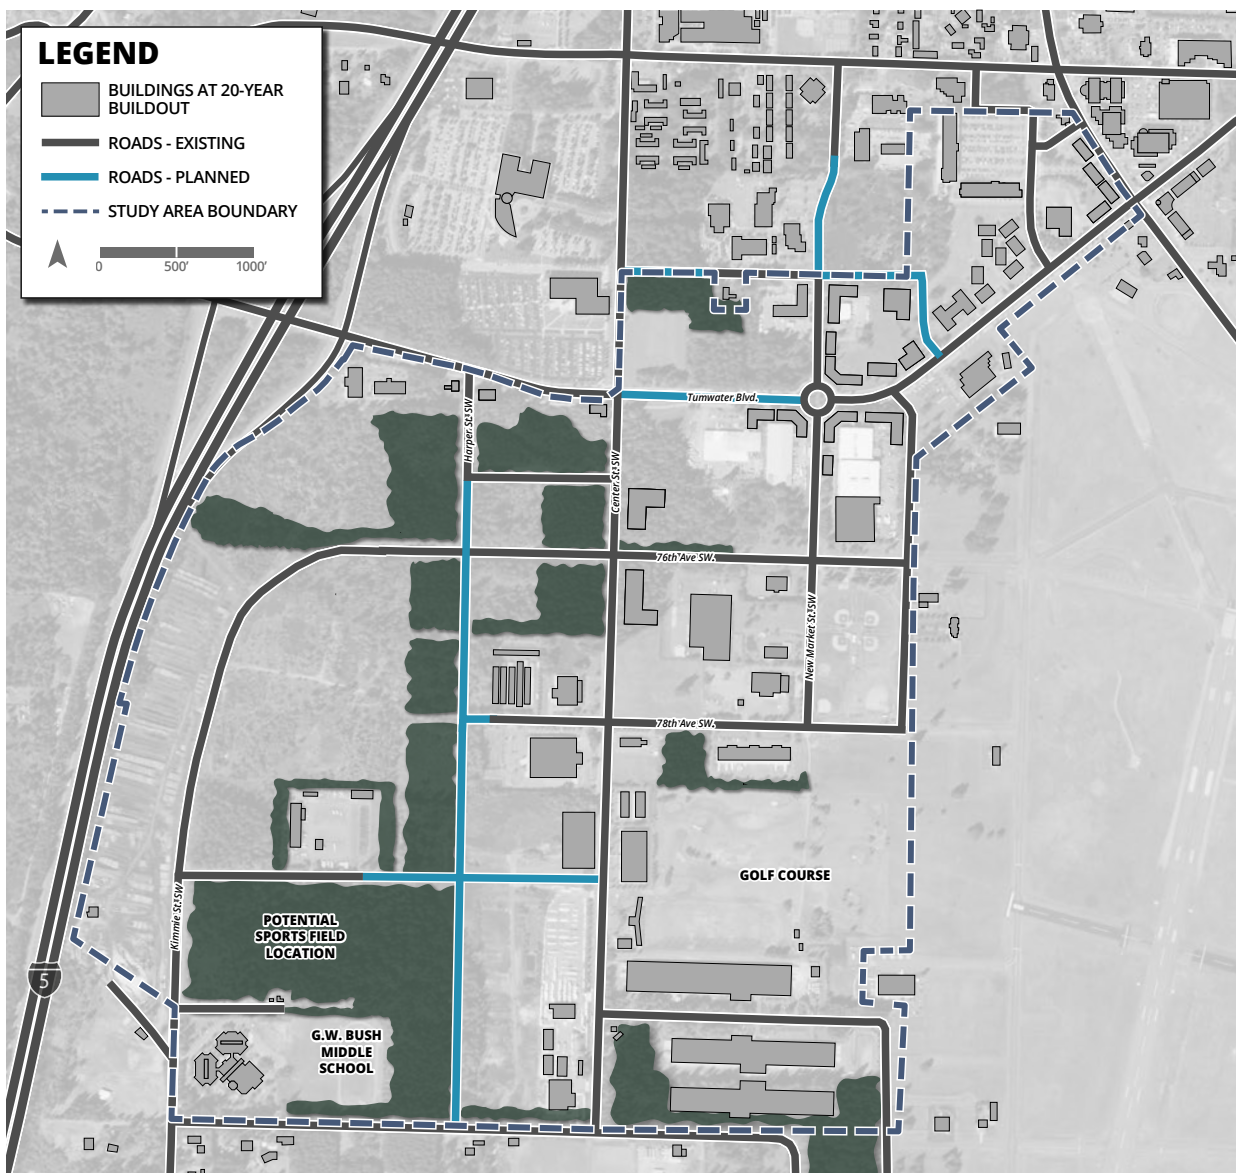 LEGEND
BUILDINGS AT 20-YEAR
BUILDOUT
ROADS - EXISTING
ROADS - PLANNED
STUDY AREA BOUNDARY
0 500' 1000'
Tumwater Blvd.
Harper St. SW
Center St. SW
76th Ave SW.
New Market St. SW
78th Ave SW.
GOLF COURSE
Kimmie St. SW
POTENTIAL
SPORTS FIELD
LOCATION
5
G.W. BUSH
MIDDLE
SCHOOL